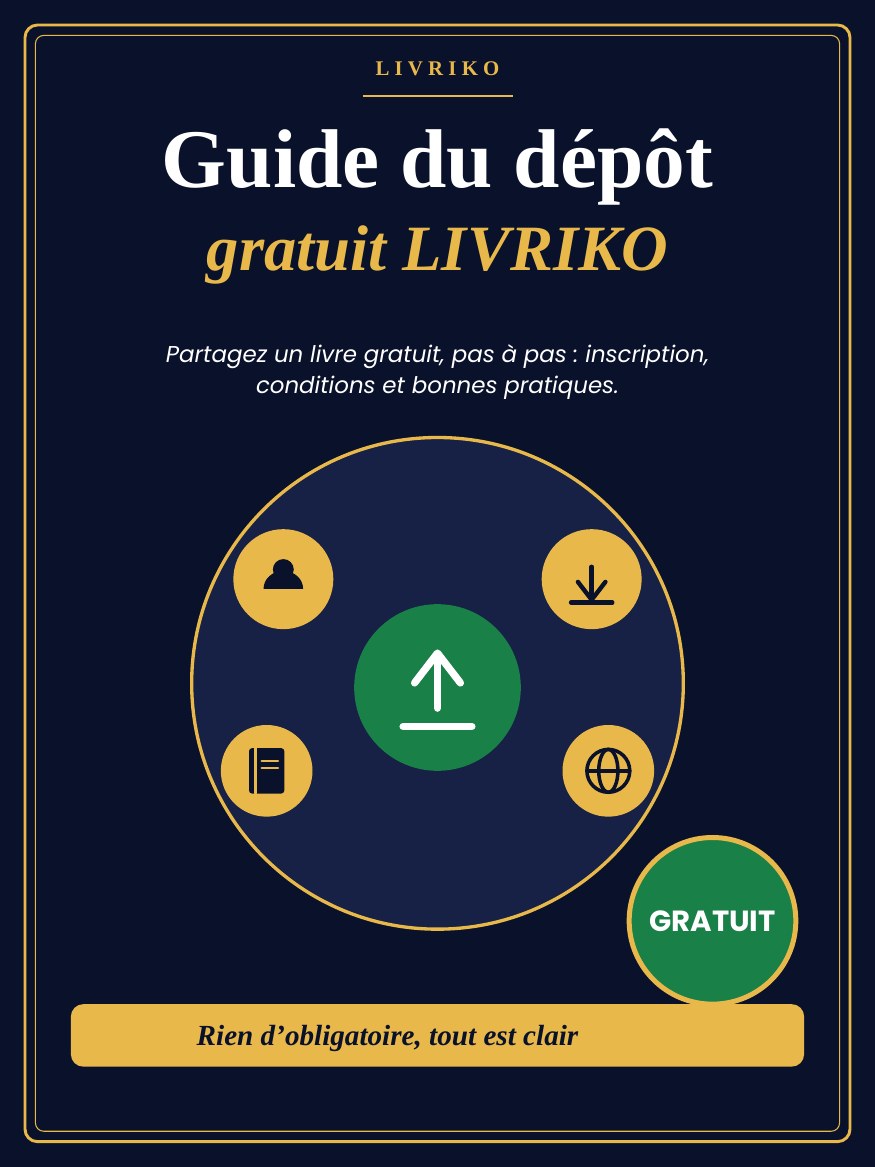 LIVRIKO
Guide du dépôt
gratuit LIVRIKO
Partagez un livre gratuit, pas à pas : inscription,
conditions et bonnes pratiques.
GRATUIT
Rien d’obligatoire, tout est clair